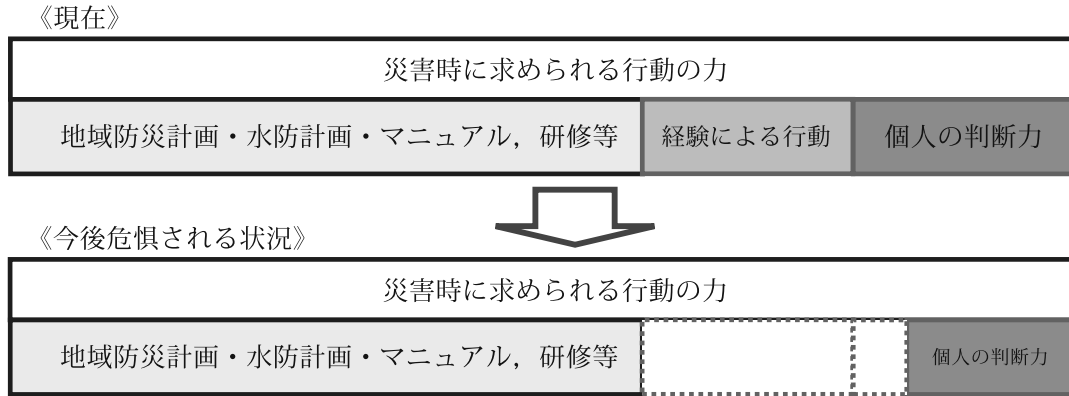 《現在》
災害時に求められる行動の力
地域防災計画・水防計画・マニュアル，研修等 経験による行動 個人の判断力
《今後危惧される状況》
災害時に求められる行動の力
地域防災計画・水防計画・マニュアル，研修等 個人の判断力